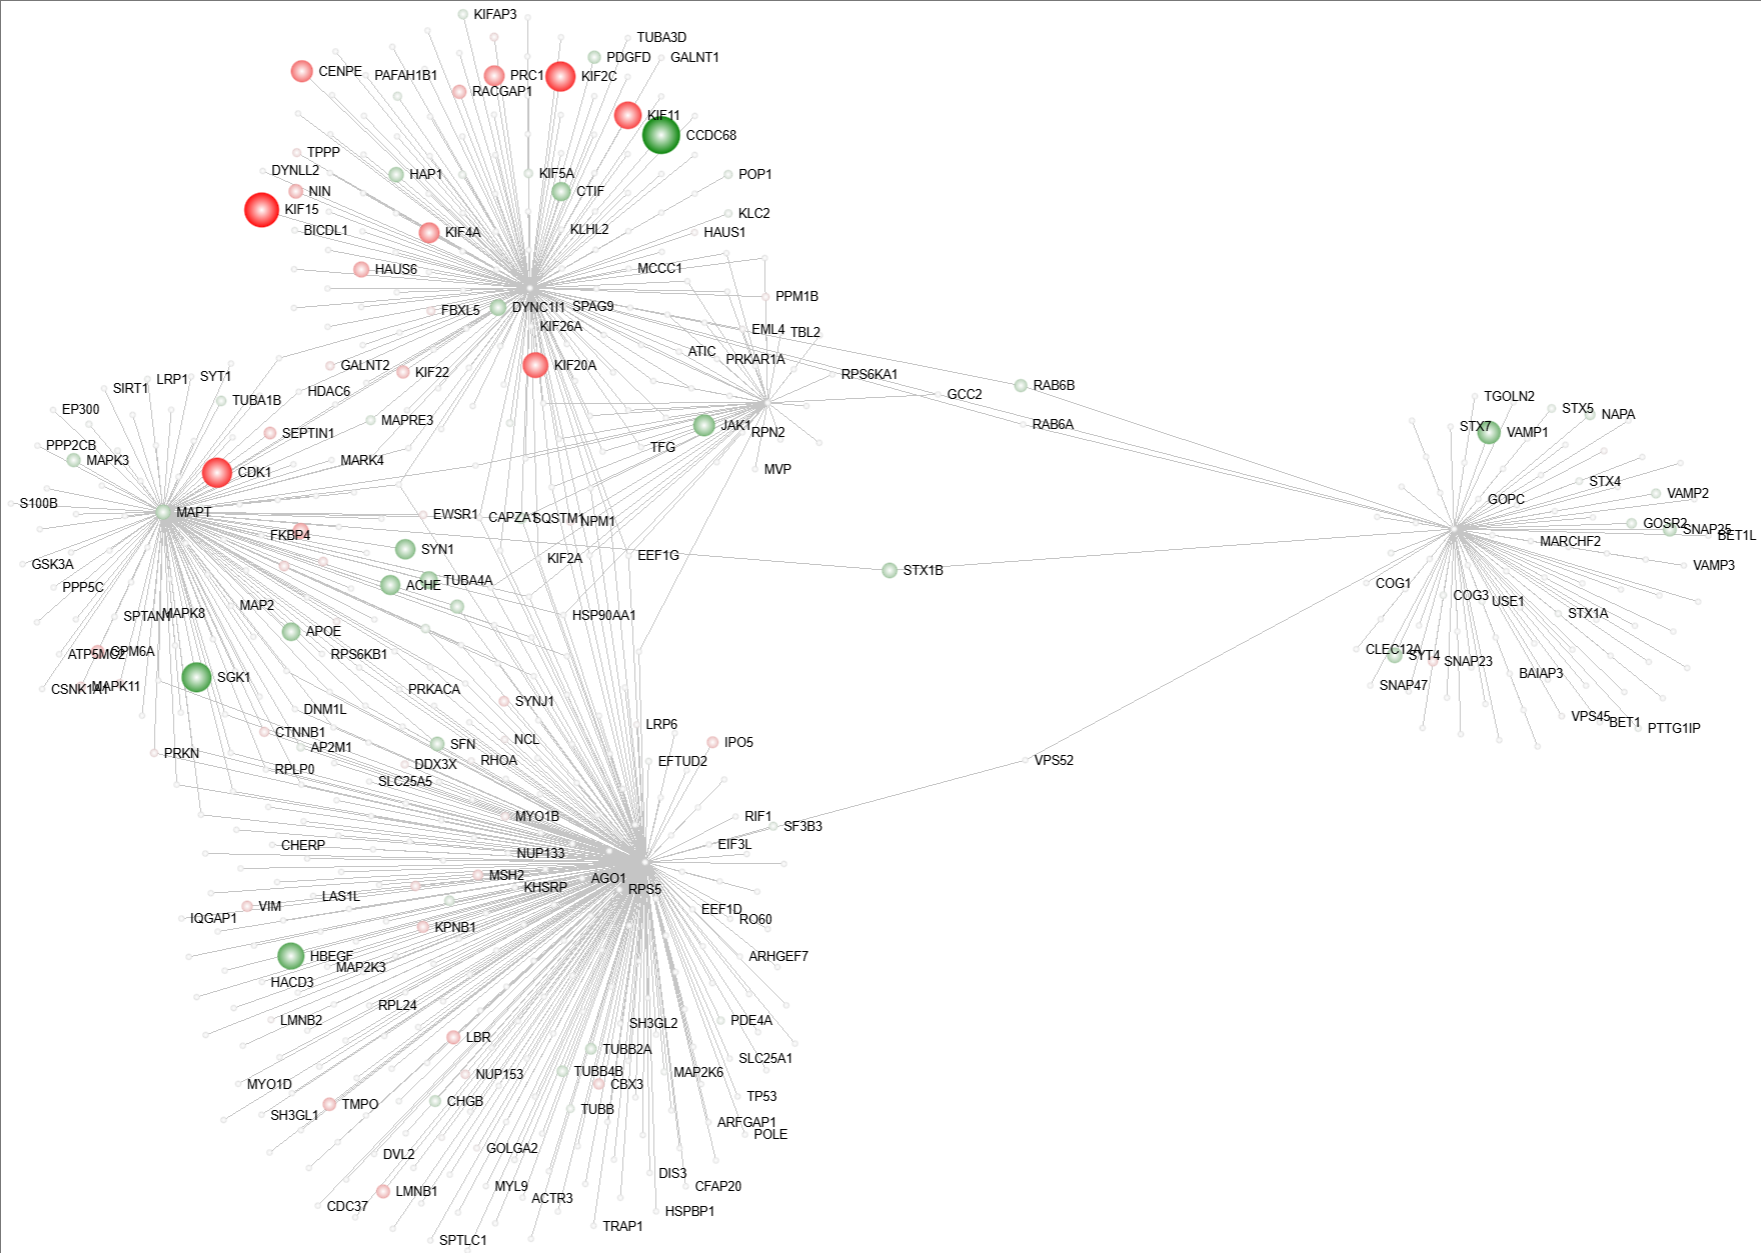 KIFAP3
TUBA3D
PDGFD
GALNT1
CENPE
PAFAH1B1
PRC1
KIF2C
RACGAP1
KIF11
CCDC68
TPPP
DYNLL2
HAP1
KIF5A
POP1
NIN
CTIF
KIF15
KLC2
BICDL1
KIF4A
KLHL2
HAUS1
HAUS6
MCCC1
PPM1B
FBXL5
DYNC1I1
SPAG9
KIF26A
EML4
TBL2
ATIC
PRKAR1A
GALNT2
KIF22
KIF20A
RPS6KA1
SIRT1
LRP1
SYT1
HDAC6
GCC2
RAB6B
TUBA1B
EP300
MAPRE3
JAK1
RPN2
RAB6A
SEPTIN1
TFG
PPP2CB
MAPK3
MARK4
MVP
CDK1
TGOLN2
STX5
NAPA
STX7
VAMP1
STX4
VAMP2
GOPC
S100B
MAPT
EWSR1
CAPZA1
SQSTM1
NPM1
GOSR2
SNAP25
BET1L
FKBP4
MARCHF2
SYN1
KIF2A
EEF1G
GSK3A
STX1B
VAMP3
PPP5C
ACHE
TUBA4A
COG1
COG3
USE1
STX1A
SPTAN1
MAPK8
MAP2
HSP90AA1
APOE
ATP5MC2
GPM6A
RPS6KB1
CLEC12A
SYT4
SNAP23
CSNK1A1
MAPK11
SGK1
PRKACA
SNAP47
BAIAP3
SYNJ1
DNM1L
VPS45
BET1
PTTG1IP
CTNNB1
LRP6
PRKN
AP2M1
SFN
NCL
IPO5
RPLP0
DDX3X
RHOA
EFTUD2
VPS52
SLC25A5
MYO1B
RIF1
SF3B3
CHERP
NUP133
EIF3L
MSH2
KHSRP
AGO1
RPS5
LAS1L
VIM
IQGAP1
EEF1D
RO60
KPNB1
HBEGF
MAP2K3
ARHGEF7
HACD3
RPL24
LMNB2
SH3GL2
PDE4A
LBR
TUBB2A
SLC25A1
NUP153
TUBB4B
CBX3
MAP2K6
MYO1D
SH3GL1
TMPO
CHGB
TUBB
TP53
ARFGAP1
POLE
DVL2
GOLGA2
DIS3
CFAP20
LMNB1
MYL9
ACTR3
CDC37
HSPBP1
TRAP1
SPTLC1